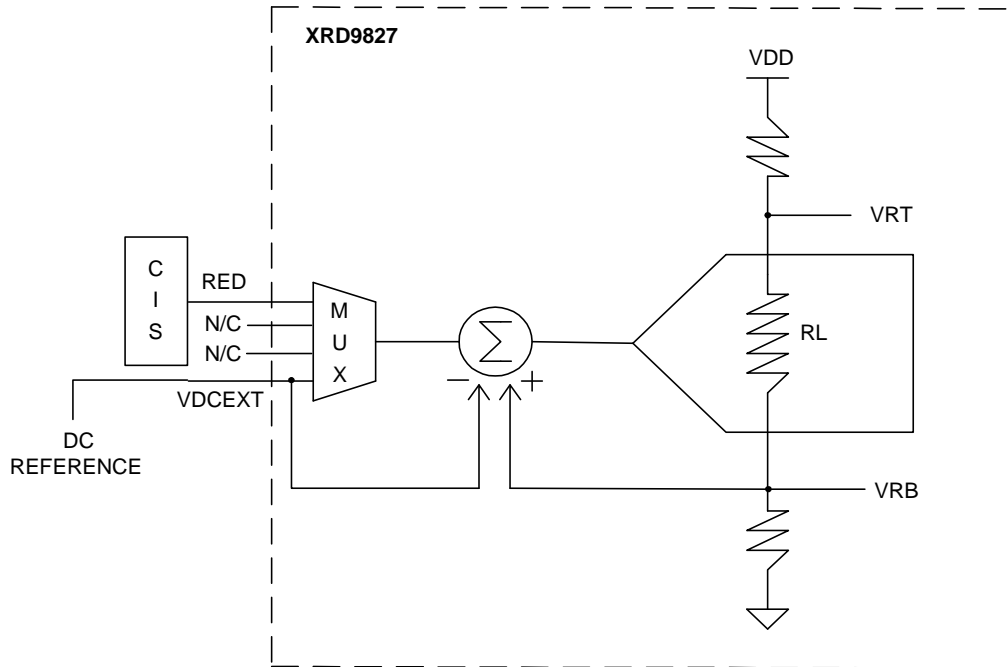 XRD9827
VDD
VRT
C
I
S
RED
N/C
N/C
VDCEXT
M
U
X
Σ
− +
RL
DC
REFERENCE
VRB